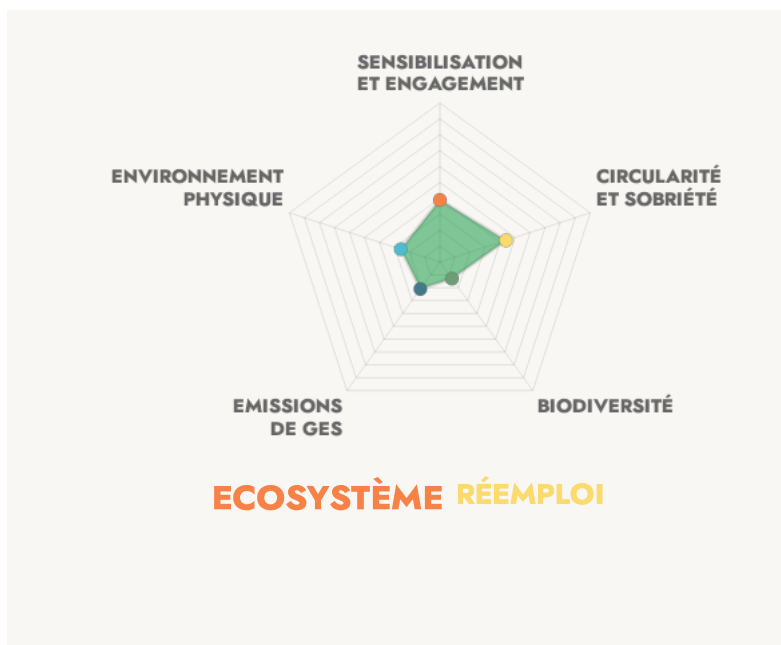 SENSIBILISATION
ET ENGAGEMENT
ENVIRONNEMENT
PHYSIQUE
CIRCULARITÉ
ET SOBRIÉTÉ
EMISSIONS
DE GES
BIODIVERSITÉ
ECOSYSTÈME RÉEMPLOI